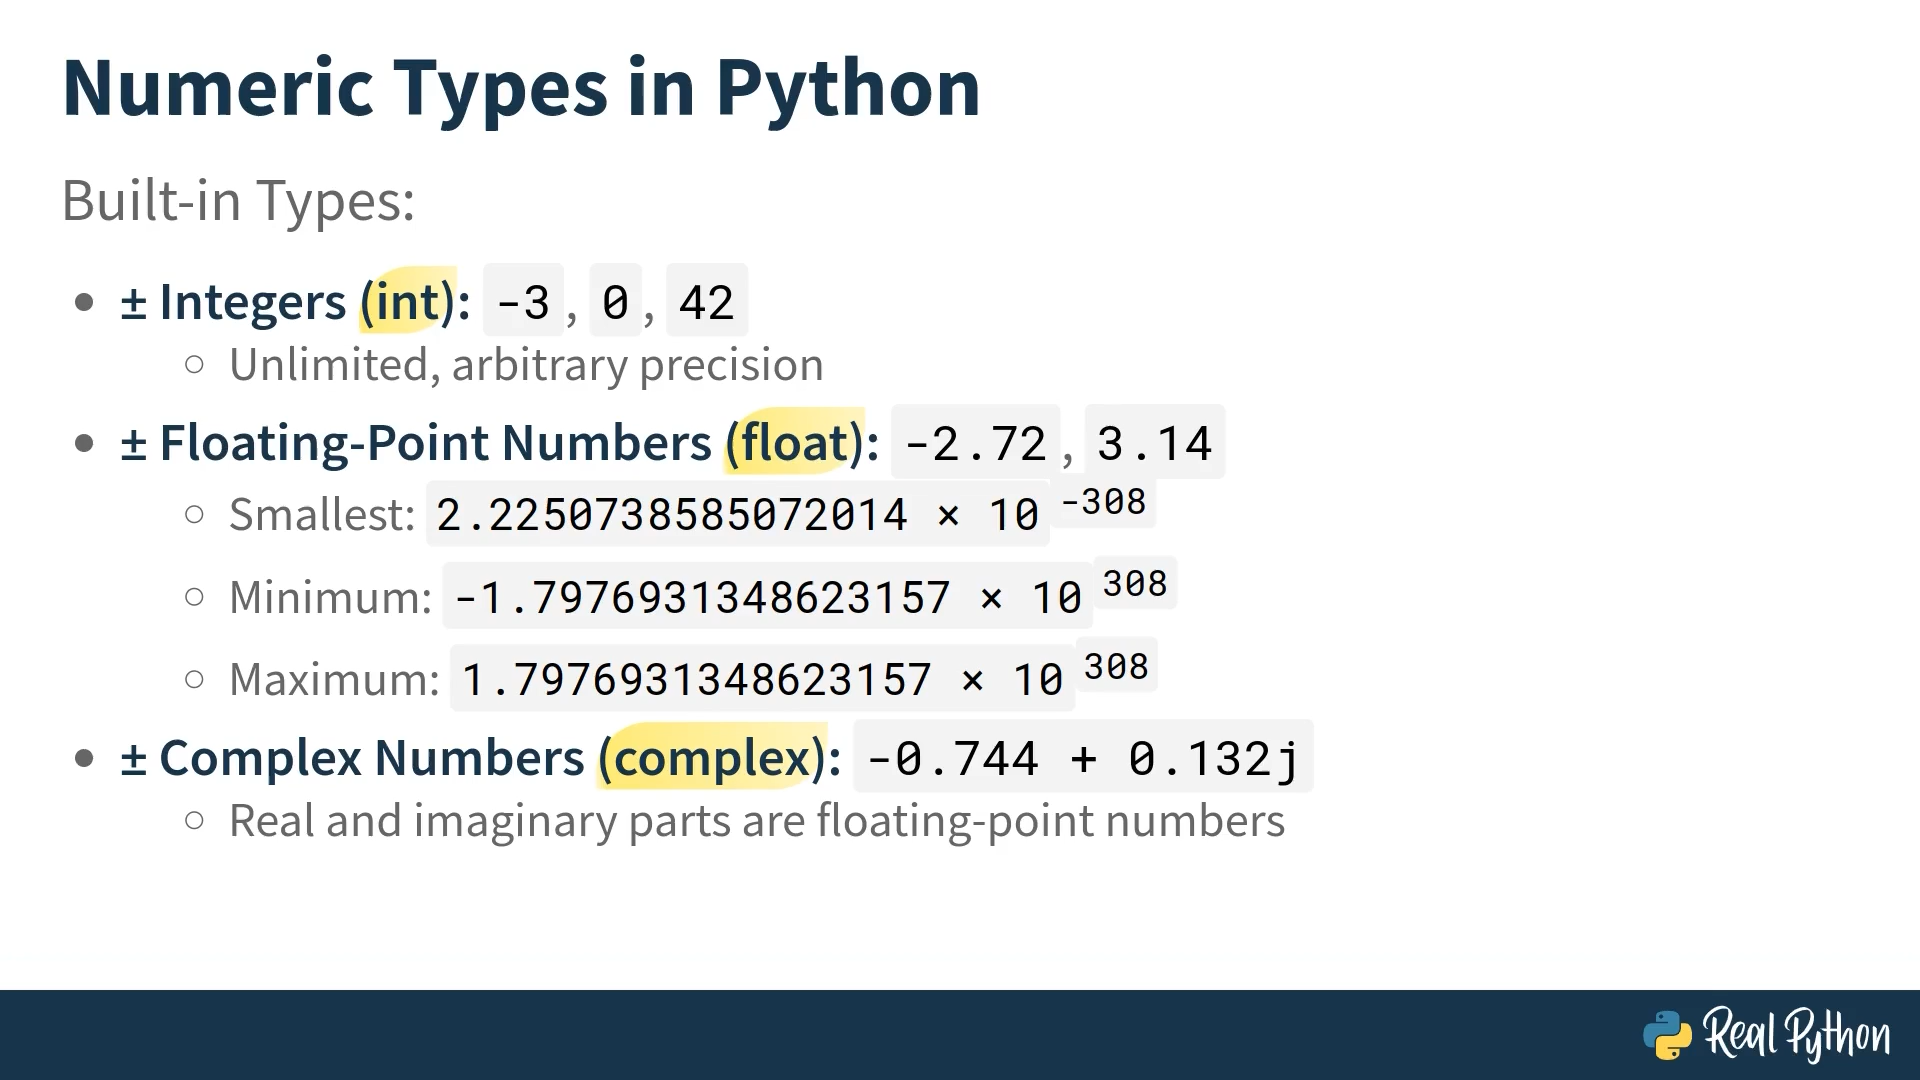 Numeric Types in Python
Built-in Types:
• ± Integers (int): -3, 0, 42
○ Unlimited, arbitrary precision
• ± Floating-Point Numbers (float): -2.72, 3.14
○ Smallest: 2.2250738585072014 × 10 -308
○ Minimum: -1.7976931348623157 × 10 308
○ Maximum: 1.7976931348623157 × 10 308
• ± Complex Numbers (complex): -0.744 + 0.132j
○ Real and imaginary parts are floating-point numbers
Real Python